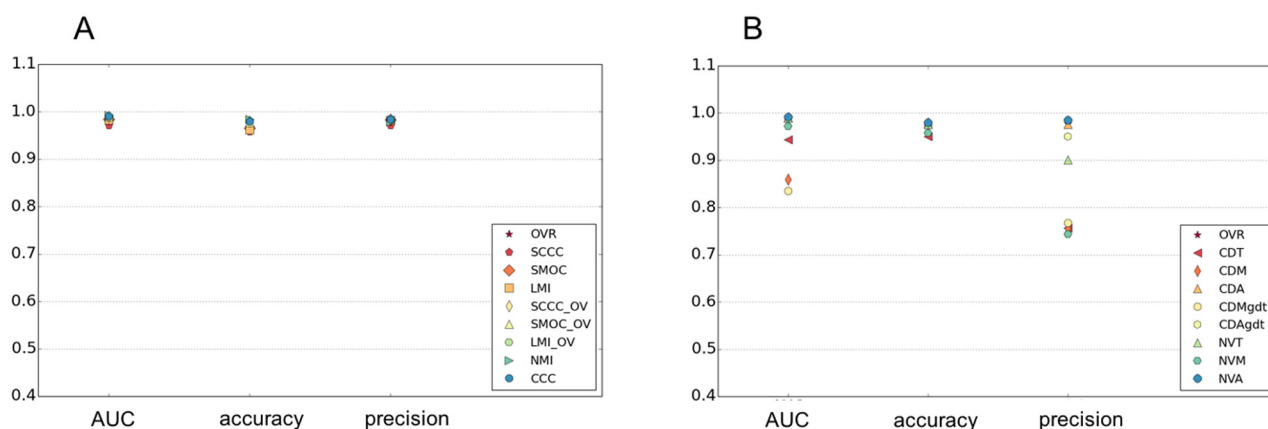 A
1.1
1.0
0.9
0.8
0.7
0.6
0.5
0.4
OVR
SCCC
SMOC
LMI
SCCC_OV
SMOC_OV
LMI_OV
NMI
CCC
AUC accuracy precision
B
1.1
1.0
0.9
0.8
0.7
0.6
0.5
0.4
OVR
CDT
CDM
CDA
CDMgdt
CDAgdt
NVT
NVM
NVA
AUC accuracy precision